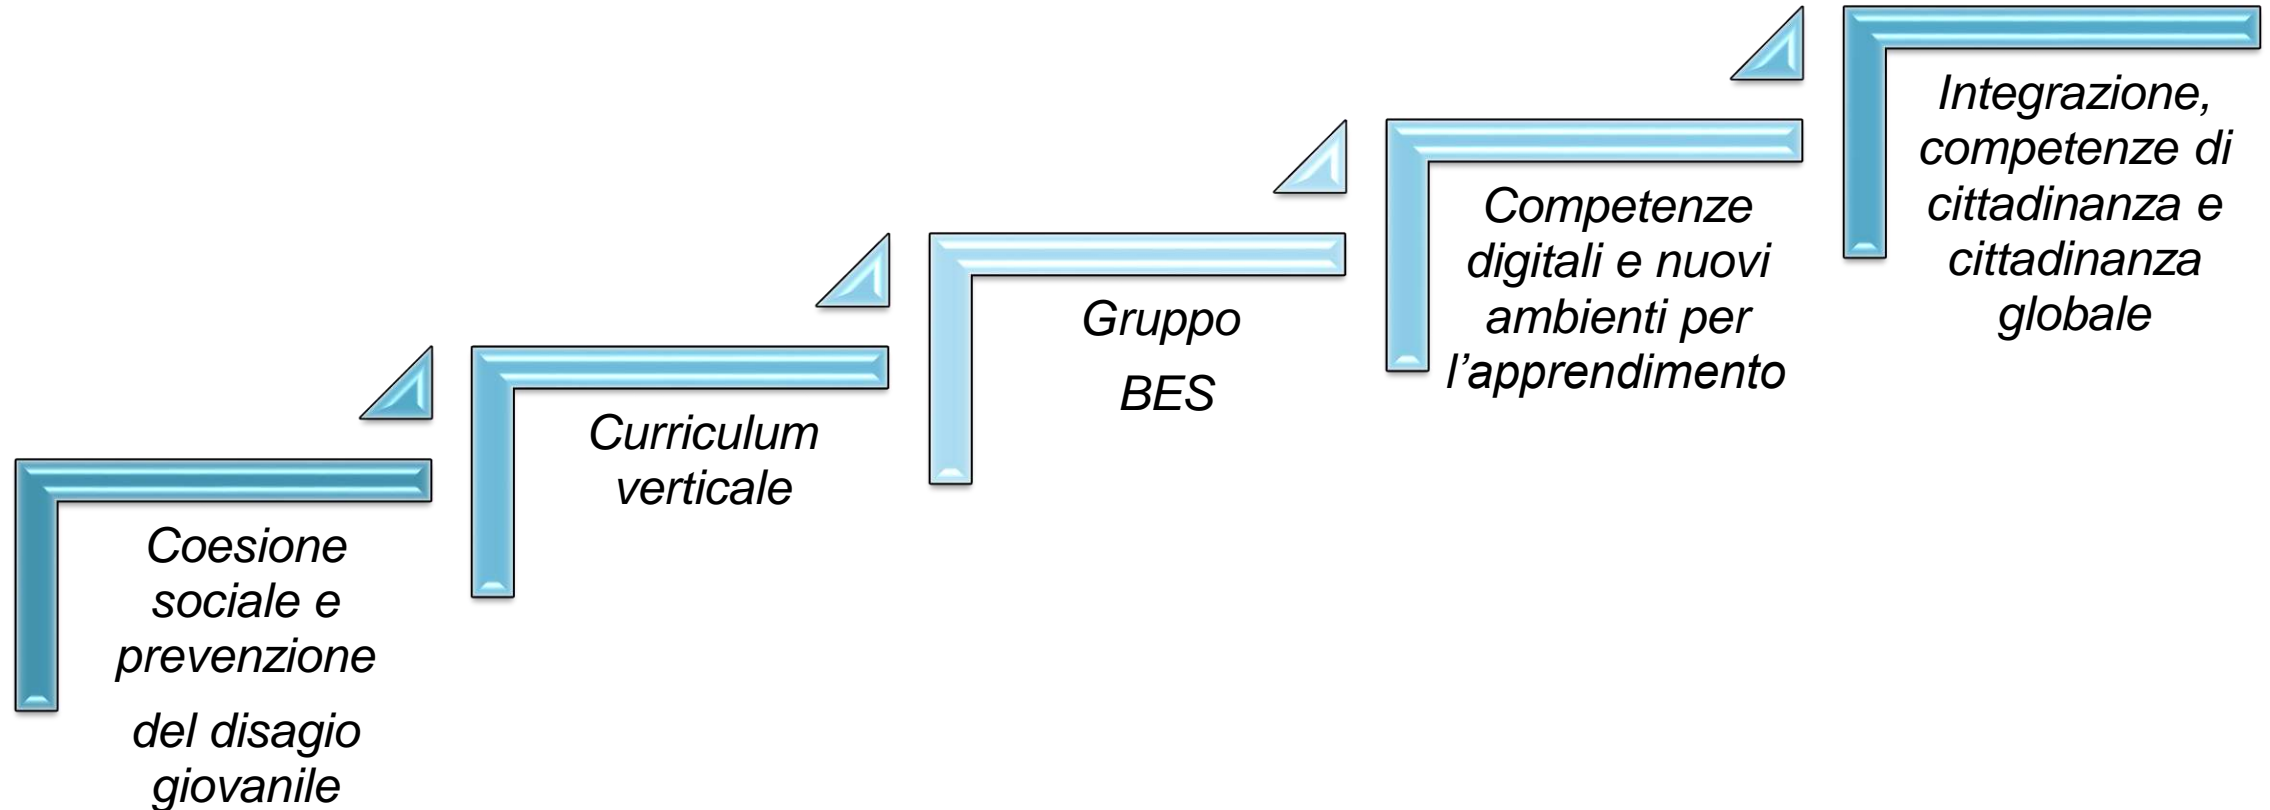 Coesione
sociale e
prevenzione
del disagio
giovanile
Curriculum
verticale
Gruppo
BES
Competenze
digitali e nuovi
ambienti per
l’apprendimento
Integrazione,
competenze di
cittadinanza e
cittadinanza
globale